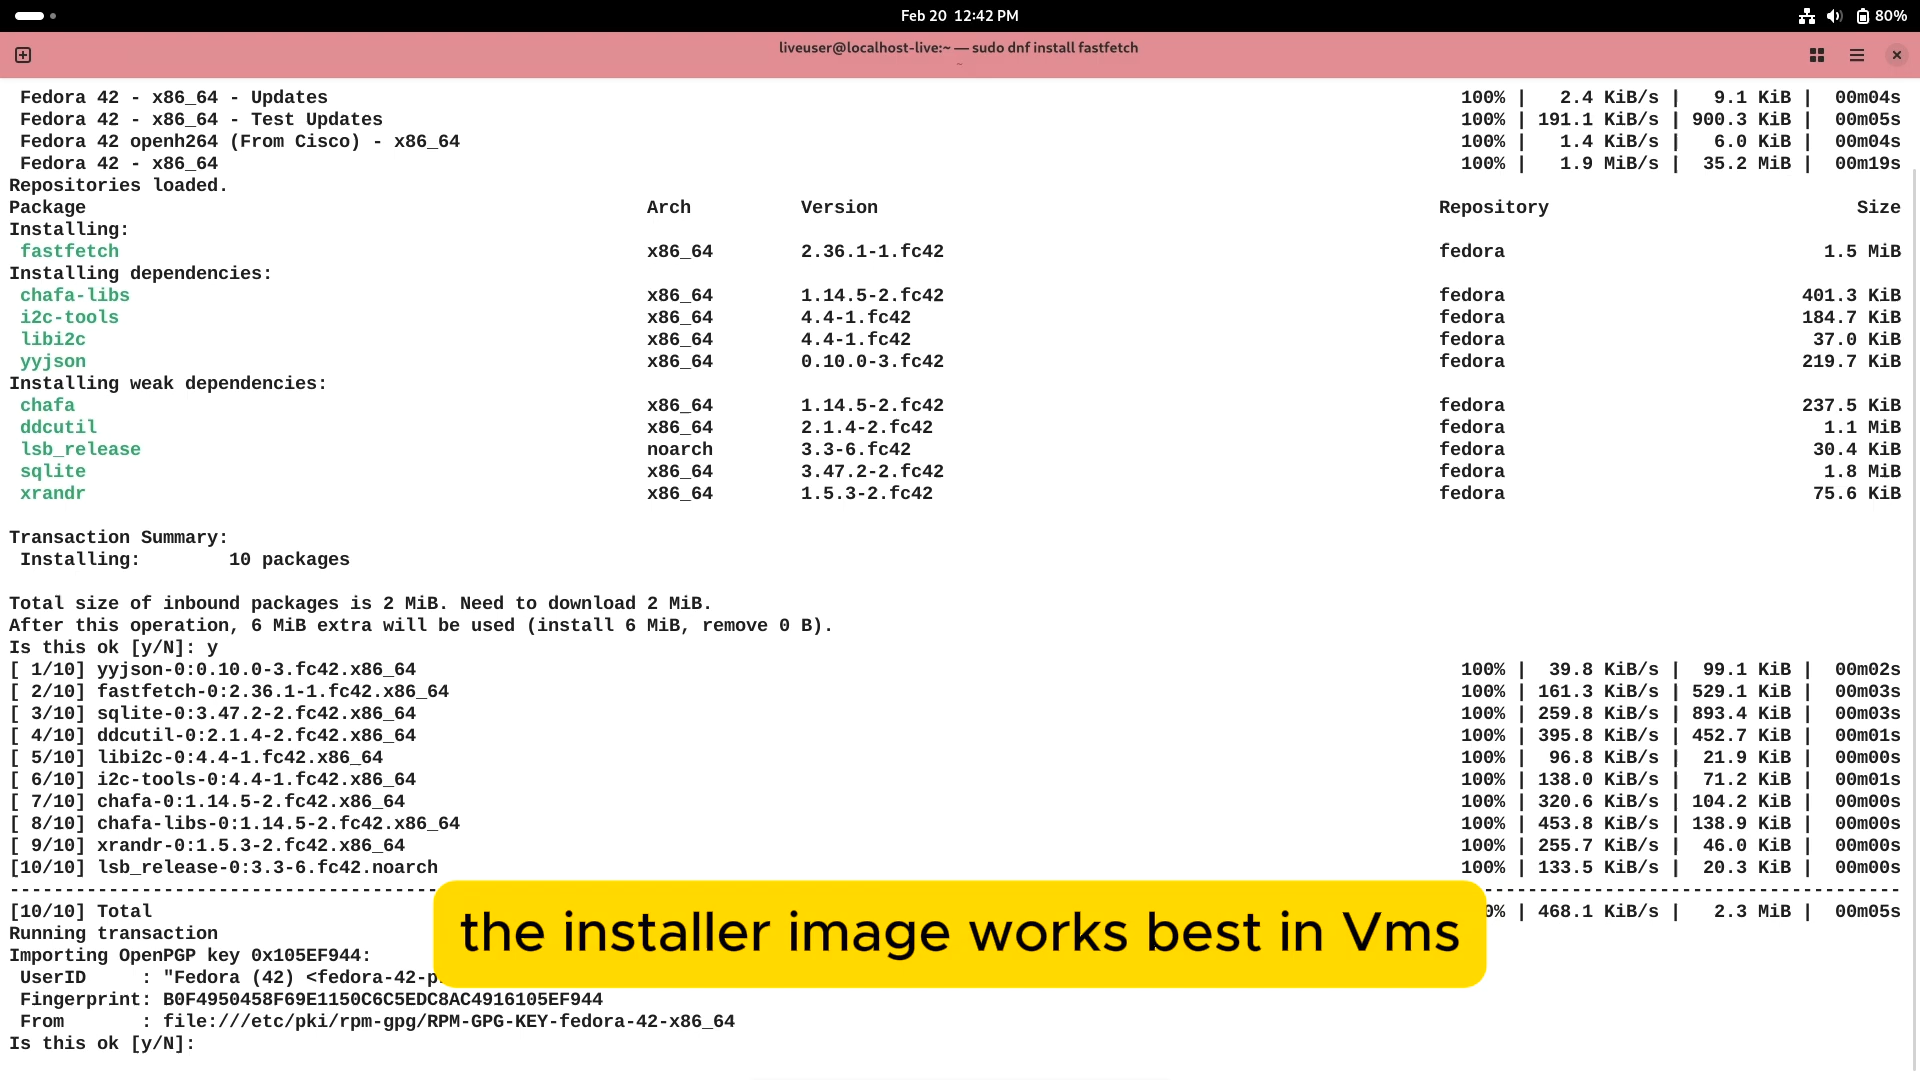 Feb 20 12:42 PM
80%
liveuser@localhost-live:~ — sudo dnf install fastfetch
~
Fedora 42 - x86_64 - Updates 100% | 2.4 KiB/s | 9.1 KiB | 00m04s
Fedora 42 - x86_64 - Test Updates 100% | 191.1 KiB/s | 900.3 KiB | 00m05s
Fedora 42 openh264 (From Cisco) - x86_64 100% | 1.4 KiB/s | 6.0 KiB | 00m04s
Fedora 42 - x86_64 100% | 1.9 MiB/s | 35.2 MiB | 00m19s
Repositories loaded.
Package Arch Version Repository Size
Installing:
fastfetch x86_64 2.36.1-1.fc42 fedora 1.5 MiB
Installing dependencies:
chafa-libs x86_64 1.14.5-2.fc42 fedora 401.3 KiB
i2c-tools x86_64 4.4-1.fc42 fedora 184.7 KiB
libi2c x86_64 4.4-1.fc42 fedora 37.0 KiB
yyjson x86_64 0.10.0-3.fc42 fedora 219.7 KiB
Installing weak dependencies:
chafa x86_64 1.14.5-2.fc42 fedora 237.5 KiB
ddcutil x86_64 2.1.4-2.fc42 fedora 1.1 MiB
lsb_release noarch 3.3-6.fc42 fedora 30.4 KiB
sqlite x86_64 3.47.2-2.fc42 fedora 1.8 MiB
xrandr x86_64 1.5.3-2.fc42 fedora 75.6 KiB
Transaction Summary:
Installing: 10 packages
Total size of inbound packages is 2 MiB. Need to download 2 MiB.
After this operation, 6 MiB extra will be used (install 6 MiB, remove 0 B).
Is this ok [y/N]: y
[ 1/10] yyjson-0:0.10.0-3.fc42.x86_64 100% | 39.8 KiB/s | 99.1 KiB | 00m02s
[ 2/10] fastfetch-0:2.36.1-1.fc42.x86_64 100% | 161.3 KiB/s | 529.1 KiB | 00m03s
[ 3/10] sqlite-0:3.47.2-2.fc42.x86_64 100% | 259.8 KiB/s | 893.4 KiB | 00m03s
[ 4/10] ddcutil-0:2.1.4-2.fc42.x86_64 100% | 395.8 KiB/s | 452.7 KiB | 00m01s
[ 5/10] libi2c-0:4.4-1.fc42.x86_64 100% | 96.8 KiB/s | 21.9 KiB | 00m00s
[ 6/10] i2c-tools-0:4.4-1.fc42.x86_64 100% | 138.0 KiB/s | 71.2 KiB | 00m01s
[ 7/10] chafa-0:1.14.5-2.fc42.x86_64 100% | 320.6 KiB/s | 104.2 KiB | 00m00s
[ 8/10] chafa-libs-0:1.14.5-2.fc42.x86_64 100% | 453.8 KiB/s | 138.9 KiB | 00m00s
[ 9/10] xrandr-0:1.5.3-2.fc42.x86_64 100% | 255.7 KiB/s | 46.0 KiB | 00m00s
[10/10] lsb_release-0:3.3-6.fc42.noarch 100% | 133.5 KiB/s | 20.3 KiB | 00m00s
[10/10] Total 0% | 468.1 KiB/s | 2.3 MiB | 00m05s
Running transaction
Importing OpenPGP key 0x105EF944:
UserID : "Fedora (42) <fedora-42-p
Fingerprint: B0F4950458F69E1150C6C5EDC8AC4916105EF944
From : file:///etc/pki/rpm-gpg/RPM-GPG-KEY-fedora-42-x86_64
Is this ok [y/N]:
the installer image works best in Vms